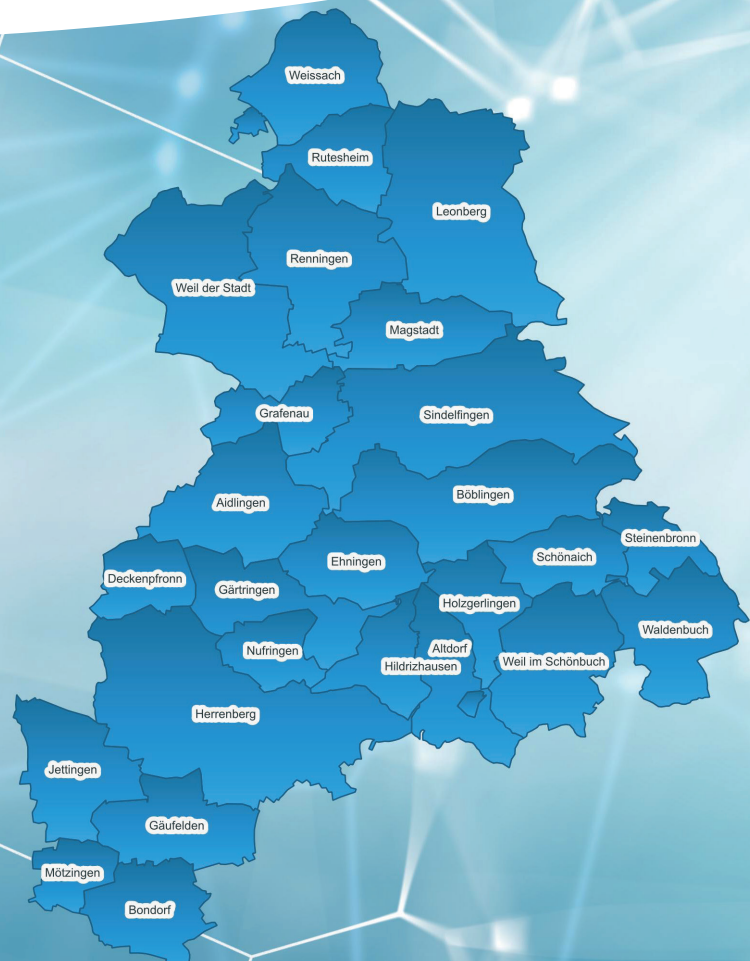 Weissach
Rutesheim
Leonberg
Renningen
Weil der Stadt
Magstadt
Grafenau
Sindelfingen
Böblingen
Aidlingen
Steinenbronn
Schönaich
Ehningen
Deckenpfronn
Gärtringen
Holzgerlingen
Waldenbuch
Nufringen
Altdorf
Hildrizhausen
Weil im Schönbuch
Herrenberg
Jettingen
Gäufelden
Mötzingen
Bondorf